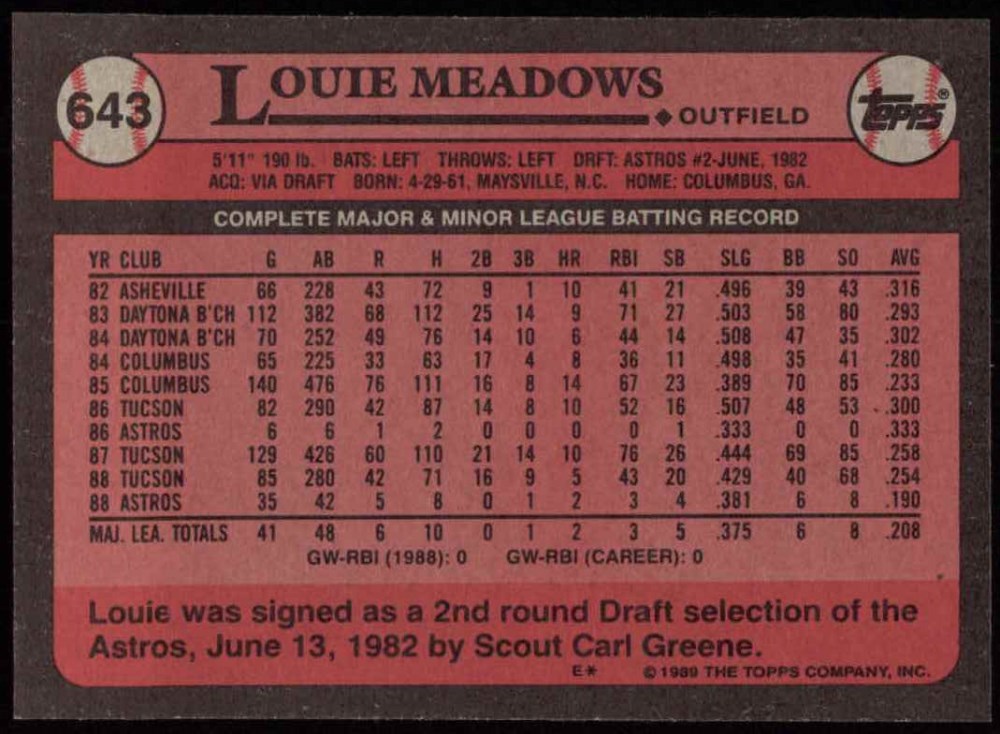 643
LOUIE MEADOWS
OUTFIELD
TOPPS®
5'11" 190 lb. BATS: LEFT THROWS: LEFT DRFT: ASTROS #2-JUNE, 1982
ACQ: VIA DRAFT BORN: 4-29-61, MAYSVILLE, N.C. HOME: COLUMBUS, GA.
COMPLETE MAJOR & MINOR LEAGUE BATTING RECORD
YR CLUB G AB R H 2B 3B HR RBI SB SLG BB SO AVG
82 ASHEVILLE 66 228 43 72 9 1 10 41 21 .496 39 43 .316
83 DAYTONA B'CH 112 382 68 112 25 14 9 71 27 .503 58 80 .293
84 DAYTONA B'CH 70 252 49 76 14 10 6 44 14 .508 47 35 .302
84 COLUMBUS 65 225 33 63 17 4 8 36 11 .498 35 41 .280
85 COLUMBUS 140 476 76 111 16 8 14 67 23 .389 70 85 .233
86 TUCSON 82 290 42 87 14 8 10 52 16 .507 48 53 .300
86 ASTROS 6 6 1 2 0 0 0 0 1 .333 0 0 .333
87 TUCSON 129 426 60 110 21 14 10 76 26 .444 69 85 .258
88 TUCSON 85 280 42 71 16 9 5 43 20 .429 40 68 .254
88 ASTROS 35 42 5 8 0 1 2 3 4 .381 6 8 .190
MAJ. LEA. TOTALS 41 48 6 10 0 1 2 3 5 .375 6 8 .208
GW-RBI (1988): 0 GW-RBI (CAREER): 0
Louie was signed as a 2nd round Draft selection of the
Astros, June 13, 1982 by Scout Carl Greene.
E* © 1989 THE TOPPS COMPANY, INC.